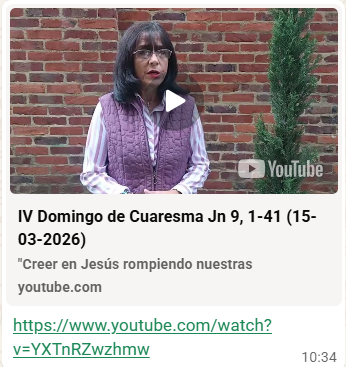 YouTube
IV Domingo de Cuaresma Jn 9, 1-41 (15-
03-2026)
"Creer en Jesús rompiendo nuestras
youtube.com
https://www.youtube.com/watch?
v=YXTnRZwzhmw
10:34